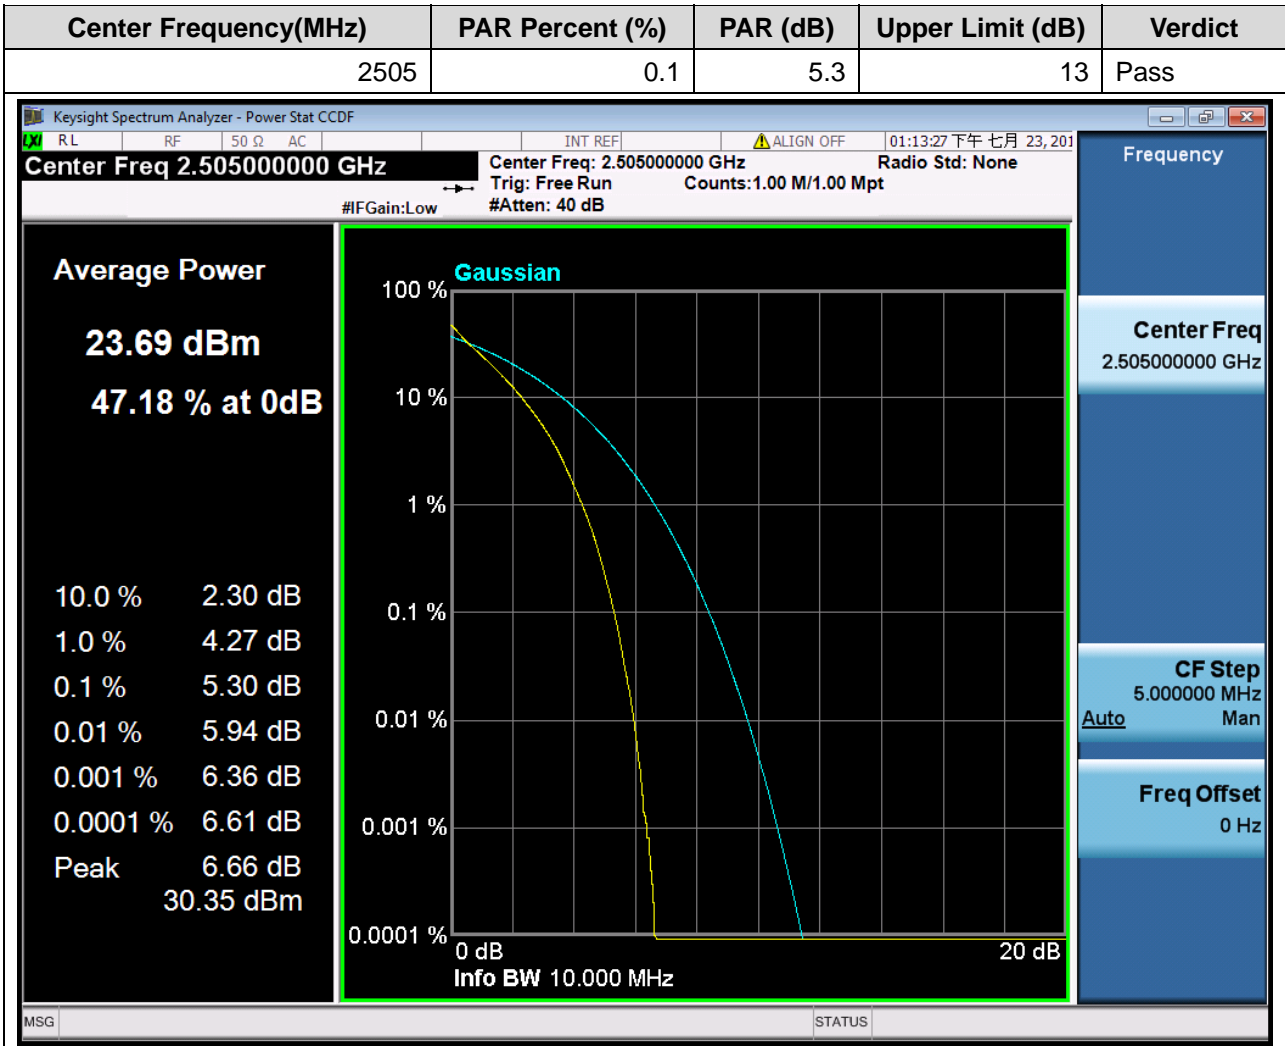 Center Frequency(MHz) PAR Percent (%) PAR (dB) Upper Limit (dB) Verdict
2505 0.1 5.3 13 Pass
Keysight Spectrum Analyzer - Power Stat CCDF
LXI RL RF 50 Ω AC INT REF ALIGN OFF 01:13:27 下午 七月 23, 201
Center Freq 2.505000000 GHz
#IFGain:Low
Center Freq: 2.505000000 GHz Radio Std: None
Trig: Free Run Counts:1.00 M/1.00 Mpt
#Atten: 40 dB
Average Power
23.69 dBm
47.18 % at 0dB
10.0 % 2.30 dB
1.0 % 4.27 dB
0.1 % 5.30 dB
0.01 % 5.94 dB
0.001 % 6.36 dB
0.0001 % 6.61 dB
Peak 6.66 dB
30.35 dBm
Gaussian
100 %
10 %
1 %
0.1 %
0.01 %
0.001 %
0.0001 %
0 dB 20 dB
Info BW 10.000 MHz
Frequency
Center Freq
2.505000000 GHz
CF Step
5.000000 MHz
Auto Man
Freq Offset
0 Hz
MSG STATUS